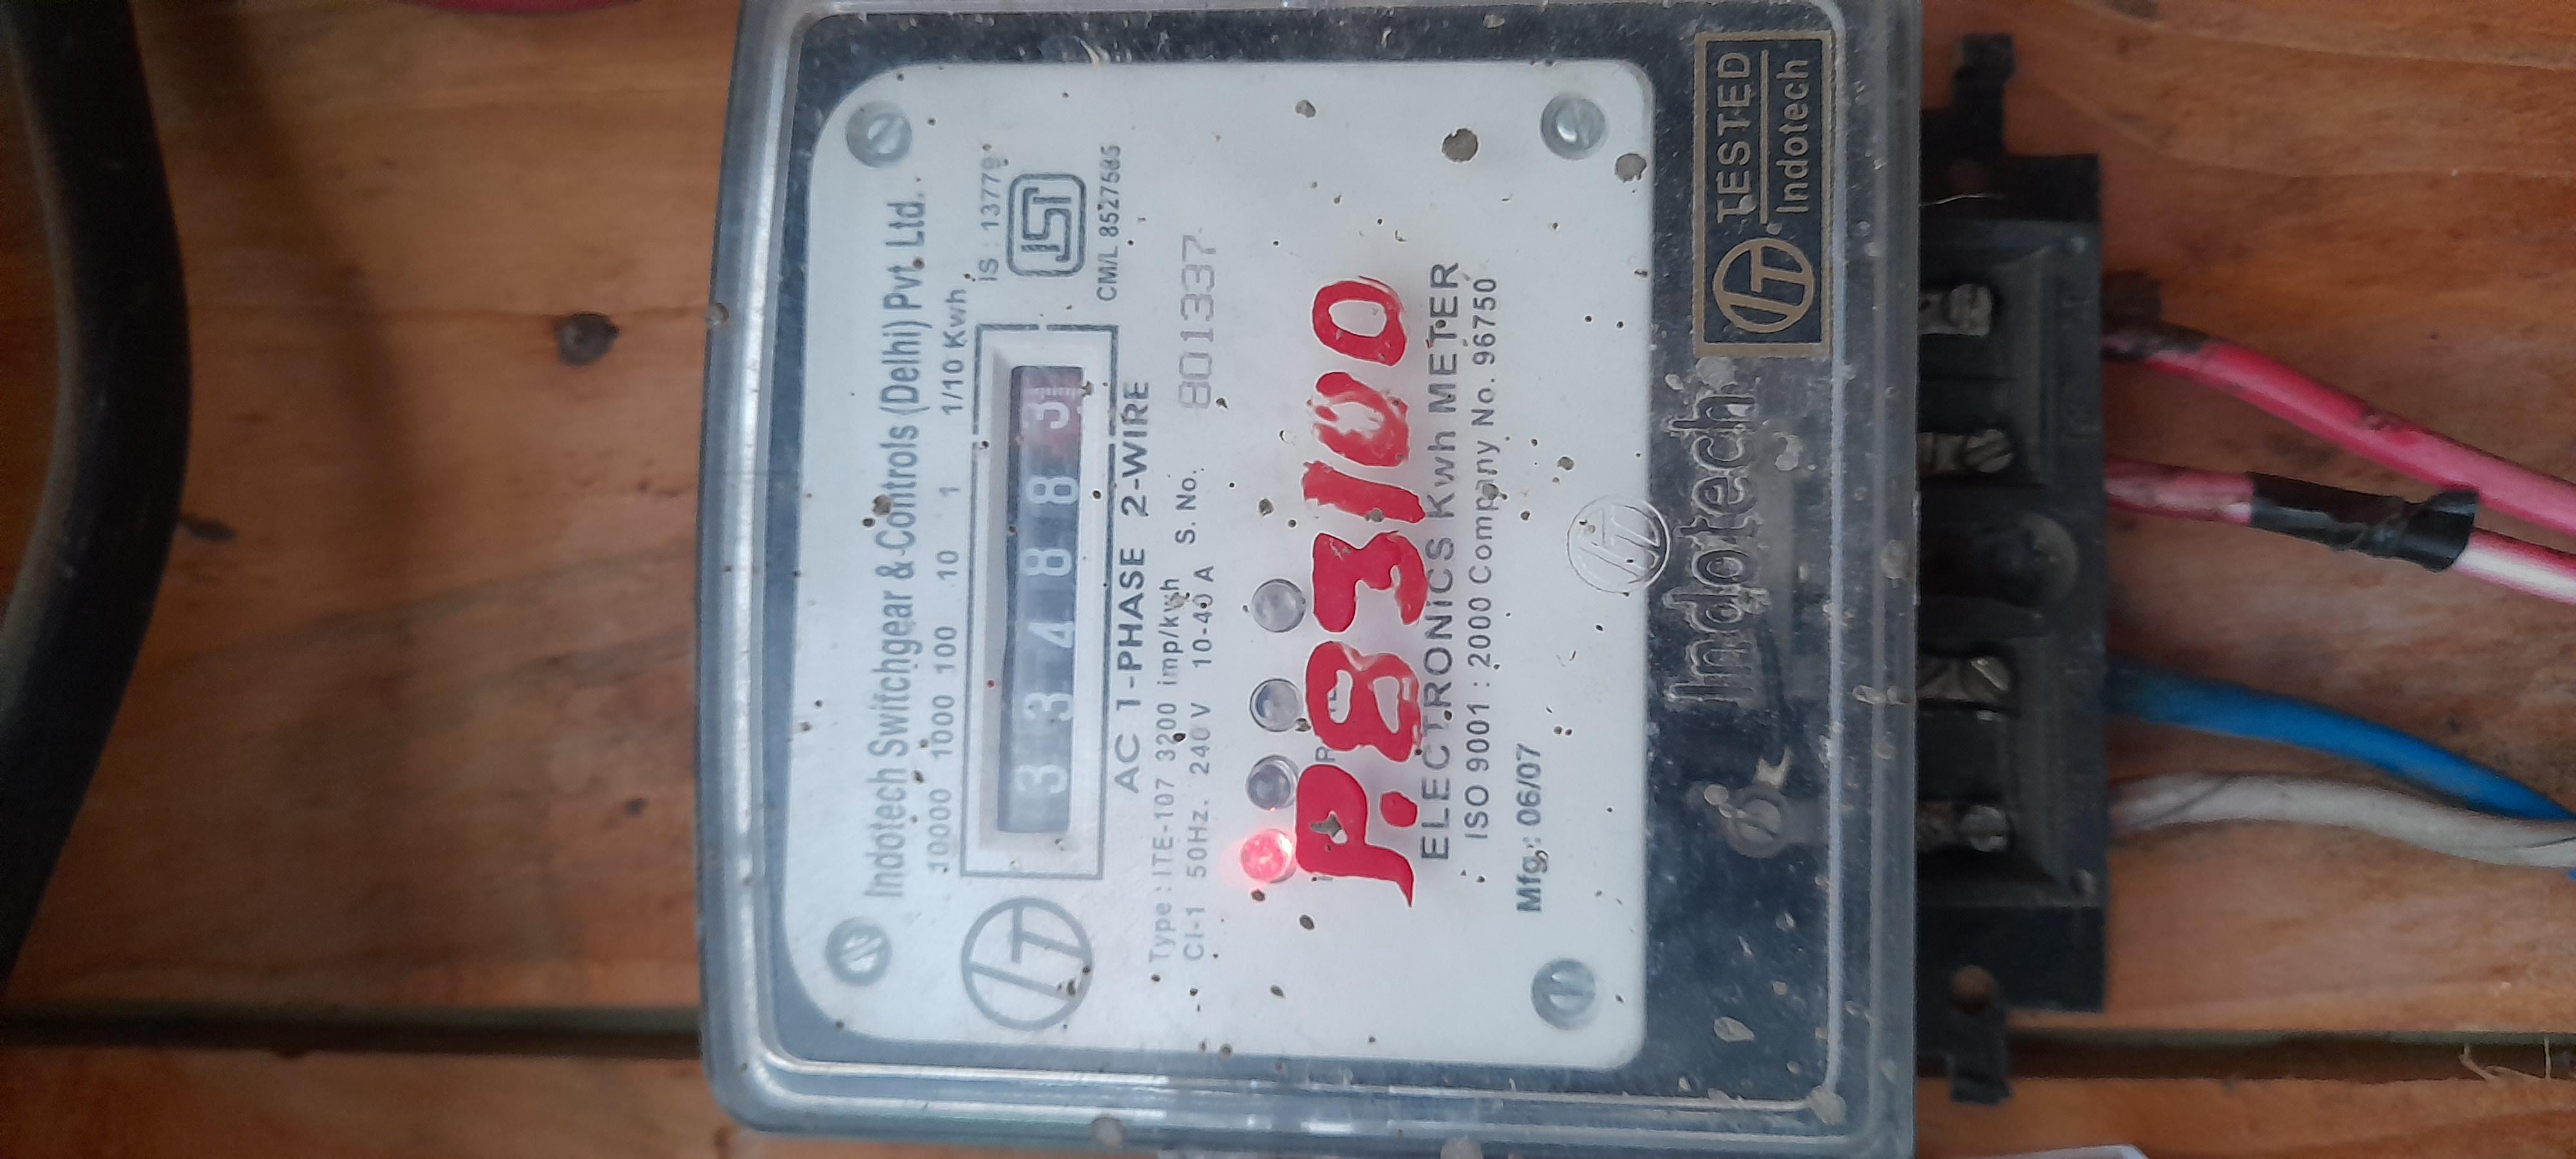 Indotech Switchgear & Controls (Delhi) Pvt. Ltd.
10000 1000 100 10 1 1/10 Kwh
IS : 13779
3 3 4 8 8 3
ISI
CM/L 8527585
AC 1-PHASE 2-WIRE
Type : ITE-107 3200 imp/kwh
Cl-1 50Hz. 240 V 10-40 A S. No. 801337
P.83100
ELECTRONICS Kwh METER
ISO 9001 : 2000 Company No. 96750
Mfg.: 06/07
Indotech
TESTED
Indotech